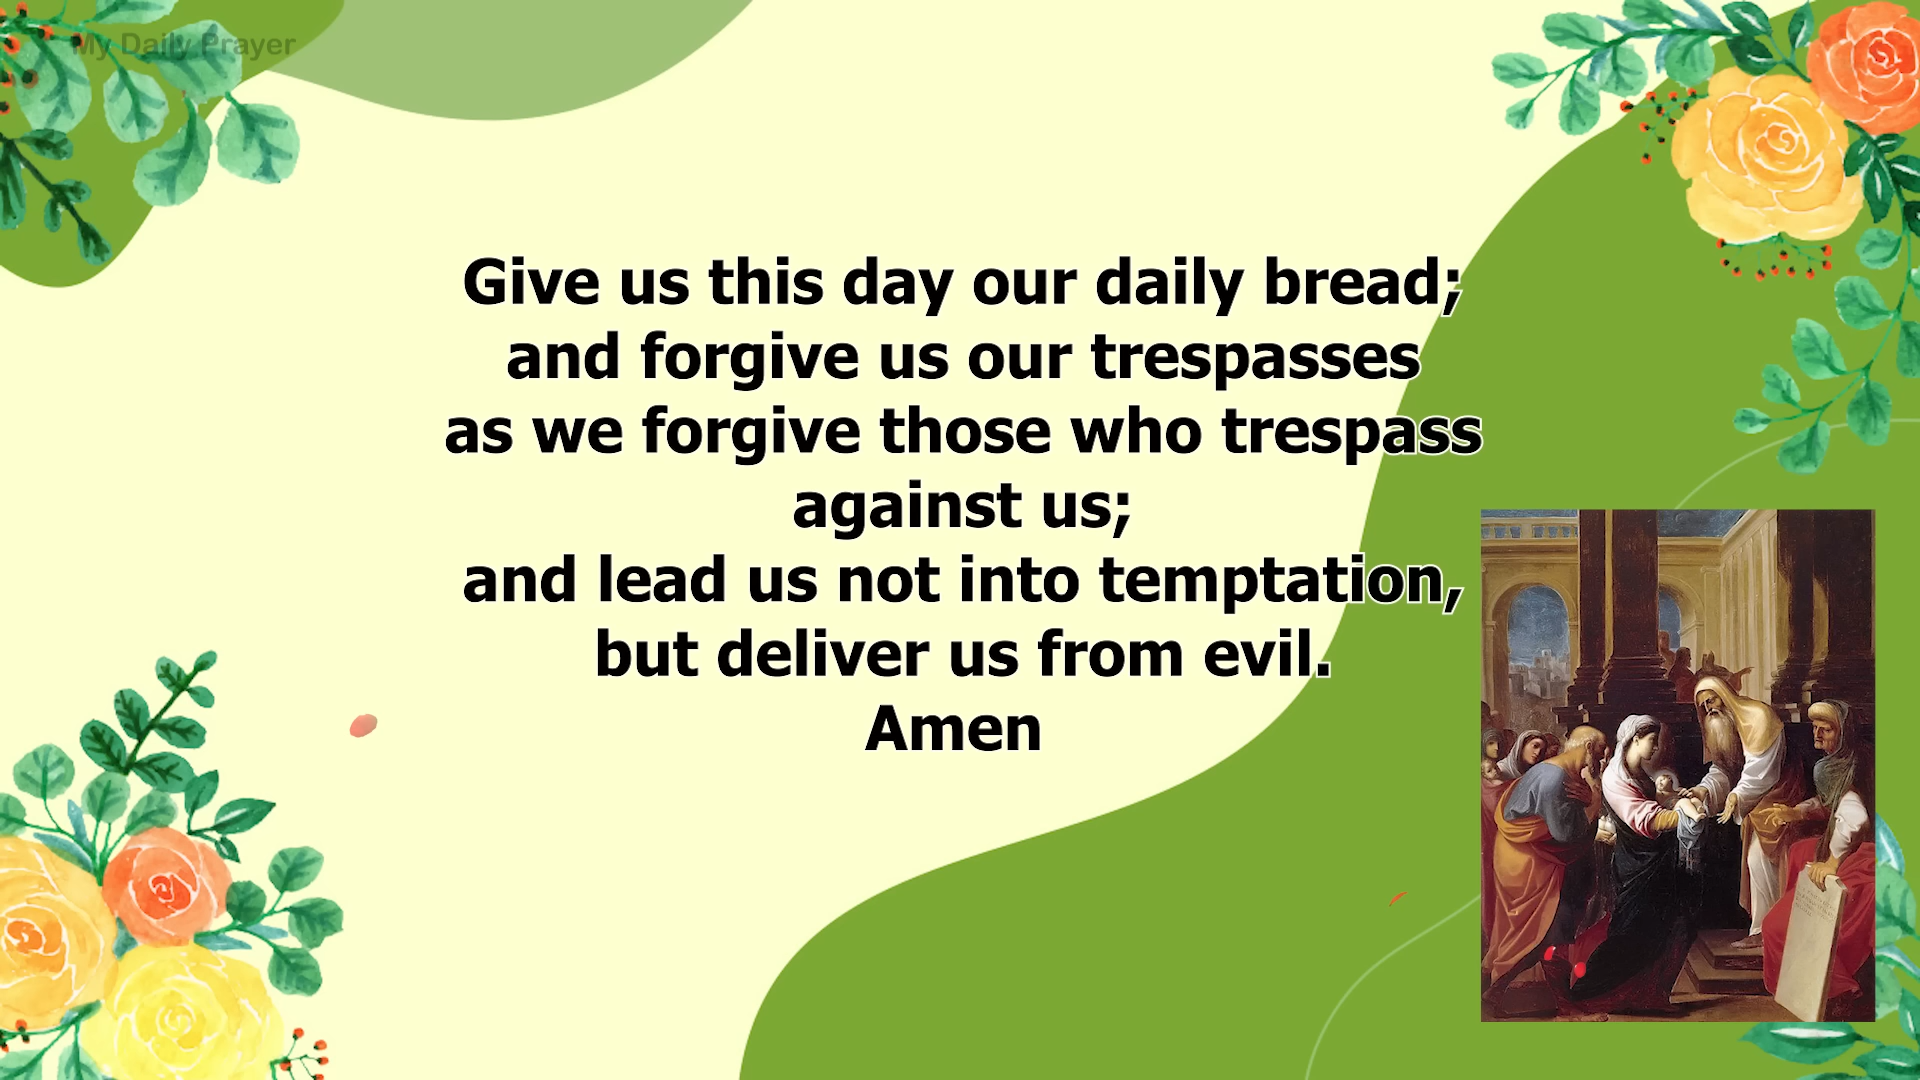 My Daily Prayer
Give us this day our daily bread;
and forgive us our trespasses
as we forgive those who trespass
against us;
and lead us not into temptation,
but deliver us from evil.
Amen